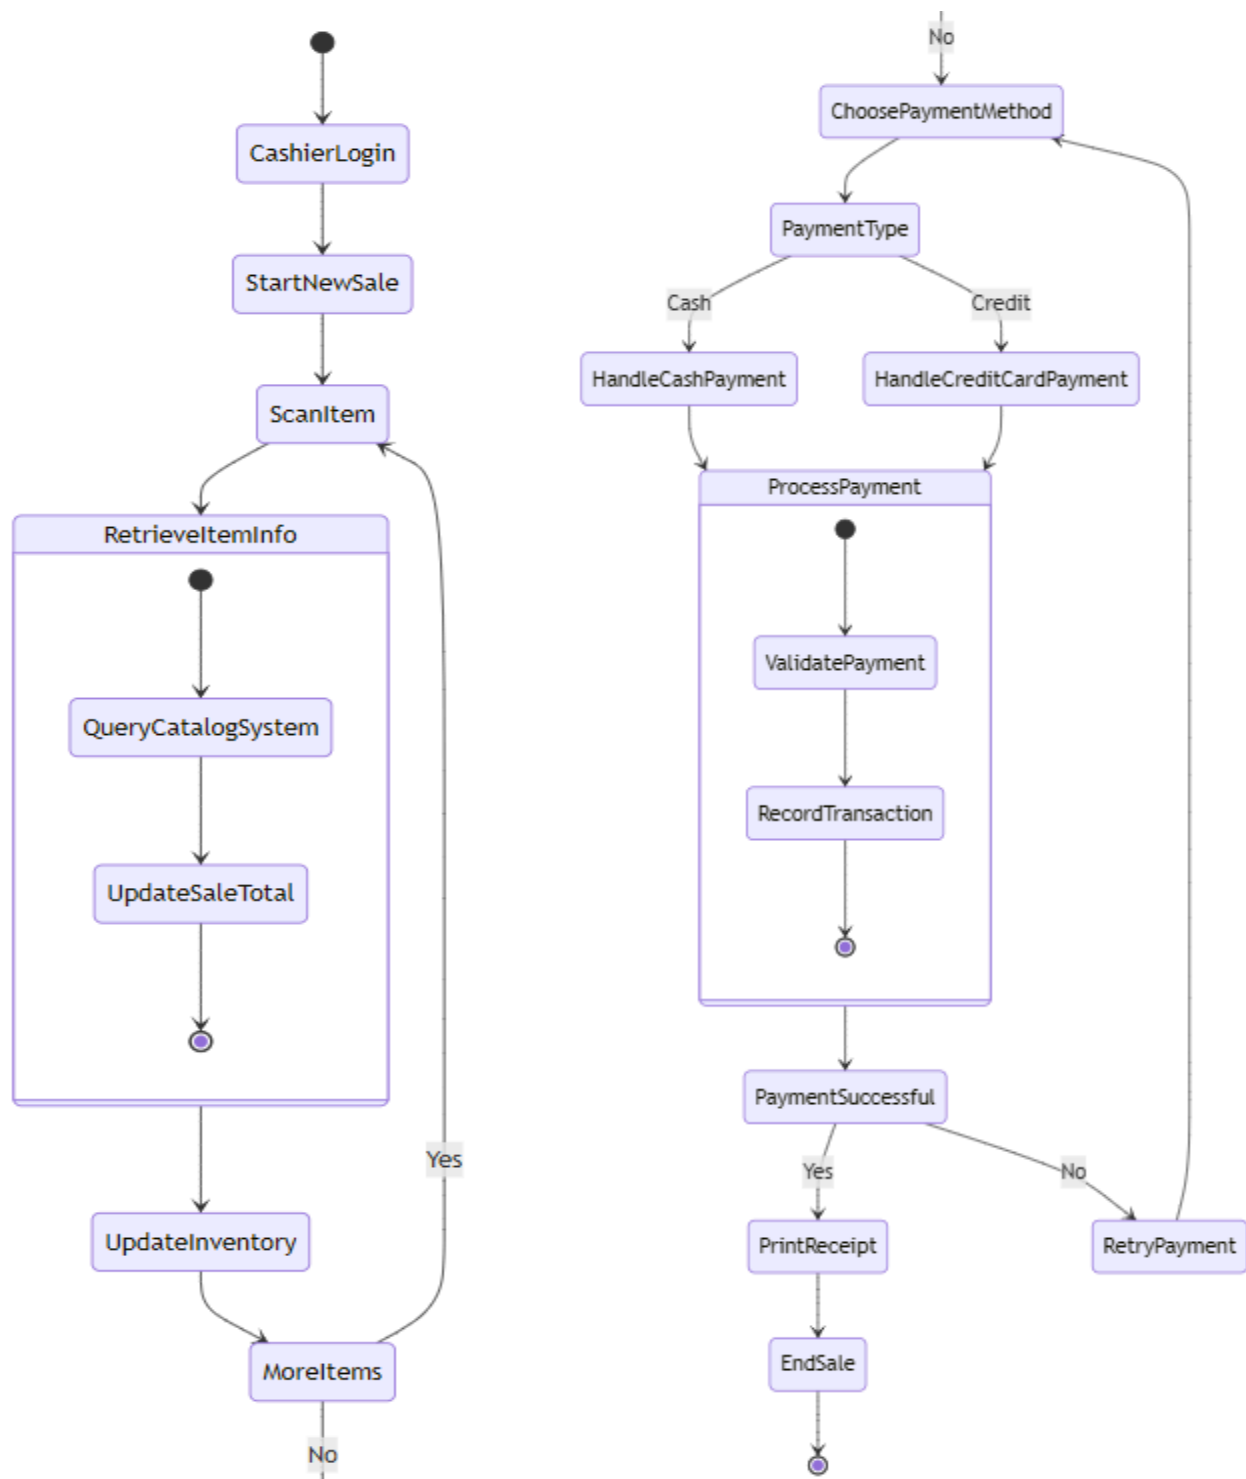 CashierLogin
StartNewSale
ScanItem
RetrieveItemInfo
QueryCatalogSystem
UpdateSaleTotal
Yes
UpdateInventory
MoreItems
No
No
ChoosePaymentMethod
PaymentType
Cash
Credit
HandleCashPayment
HandleCreditCardPayment
ProcessPayment
ValidatePayment
RecordTransaction
PaymentSuccessful
Yes
No
PrintReceipt
RetryPayment
EndSale